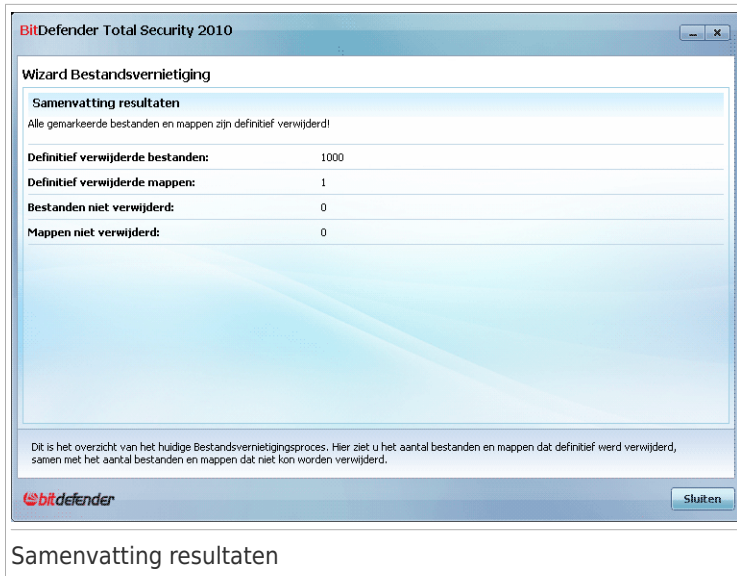 BitDefender Total Security 2010
Wizard Bestandsvernietiging
Samenvatting resultaten
Alle gemarkeerde bestanden en mappen zijn definitief verwijderd!
Definitief verwijderde bestanden: 1000
Definitief verwijderde mappen: 1
Bestanden niet verwijderd: 0
Mappen niet verwijderd: 0
Dit is het overzicht van het huidige Bestandsvernietigingsproces. Hier ziet u het aantal bestanden en mappen dat definitief werd verwijderd,
samen met het aantal bestanden en mappen dat niet kon worden verwijderd.
bitdefender
Sluiten
Samenvatting resultaten